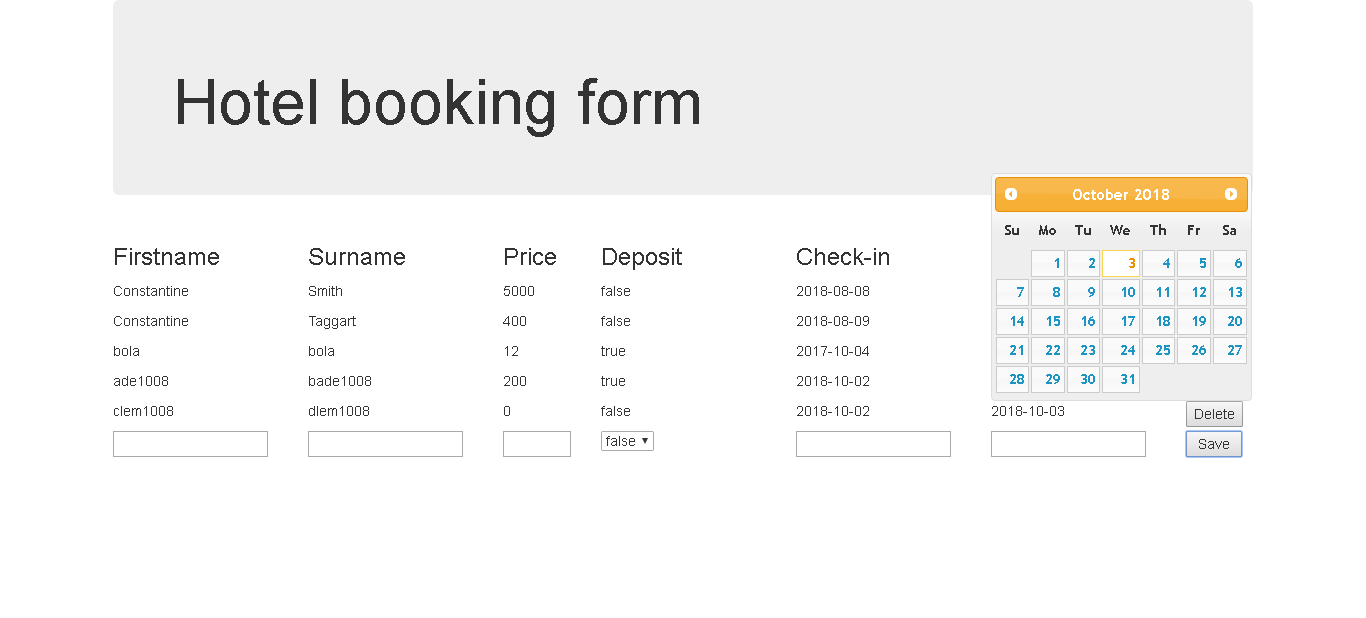 Hotel booking form
October 2018
Su Mo Tu We Th Fr Sa
1 2 3 4 5 6
7 8 9 10 11 12 13
14 15 16 17 18 19 20
21 22 23 24 25 26 27
28 29 30 31
Firstname Surname Price Deposit Check-in
Constantine Smith 5000 false 2018-08-08
Constantine Taggart 400 false 2018-08-09
bola bola 12 true 2017-10-04
ade1008 bade1008 200 true 2018-10-02
clem1008 dlem1008 0 false 2018-10-02 2018-10-03 Delete
false Save